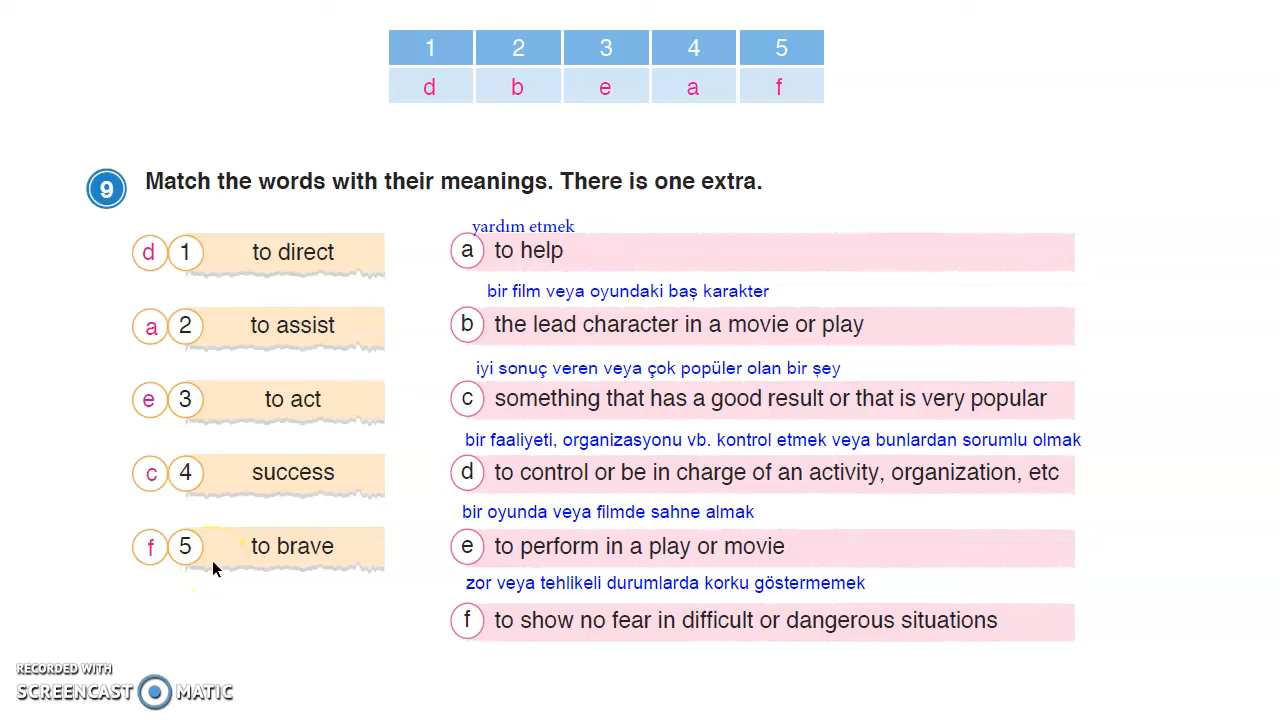 1 2 3 4 5
d b e a f
9 Match the words with their meanings. There is one extra.
yardım etmek
d 1 to direct
a to help
bir film veya oyundaki baş karakter
a 2 to assist
b the lead character in a movie or play
iyi sonuç veren veya çok popüler olan bir şey
e 3 to act
c something that has a good result or that is very popular
bir faaliyeti, organizasyonu vb. kontrol etmek veya bunlardan sorumlu olmak
c 4 success
d to control or be in charge of an activity, organization, etc
bir oyunda veya filmde sahne almak
f 5 to brave
e to perform in a play or movie
zor veya tehlikeli durumlarda korku göstermemek
f to show no fear in difficult or dangerous situations
RECORDED WITH
SCREENCAST MATIC